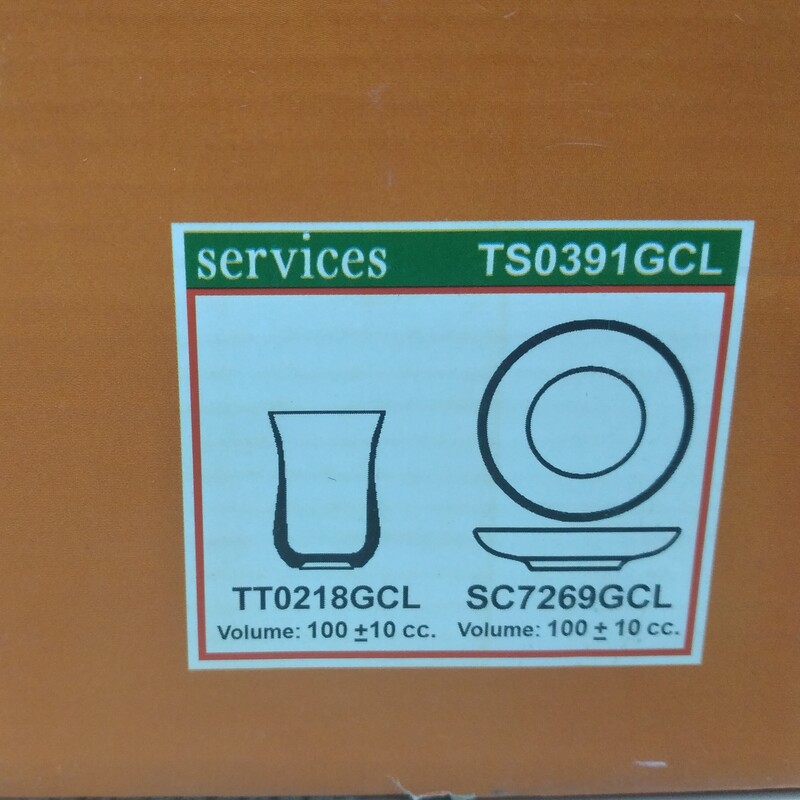 services TS0391GCL
TT0218GCL SC7269GCL
Volume: 100 ±10 cc. Volume: 100 ± 10 cc.